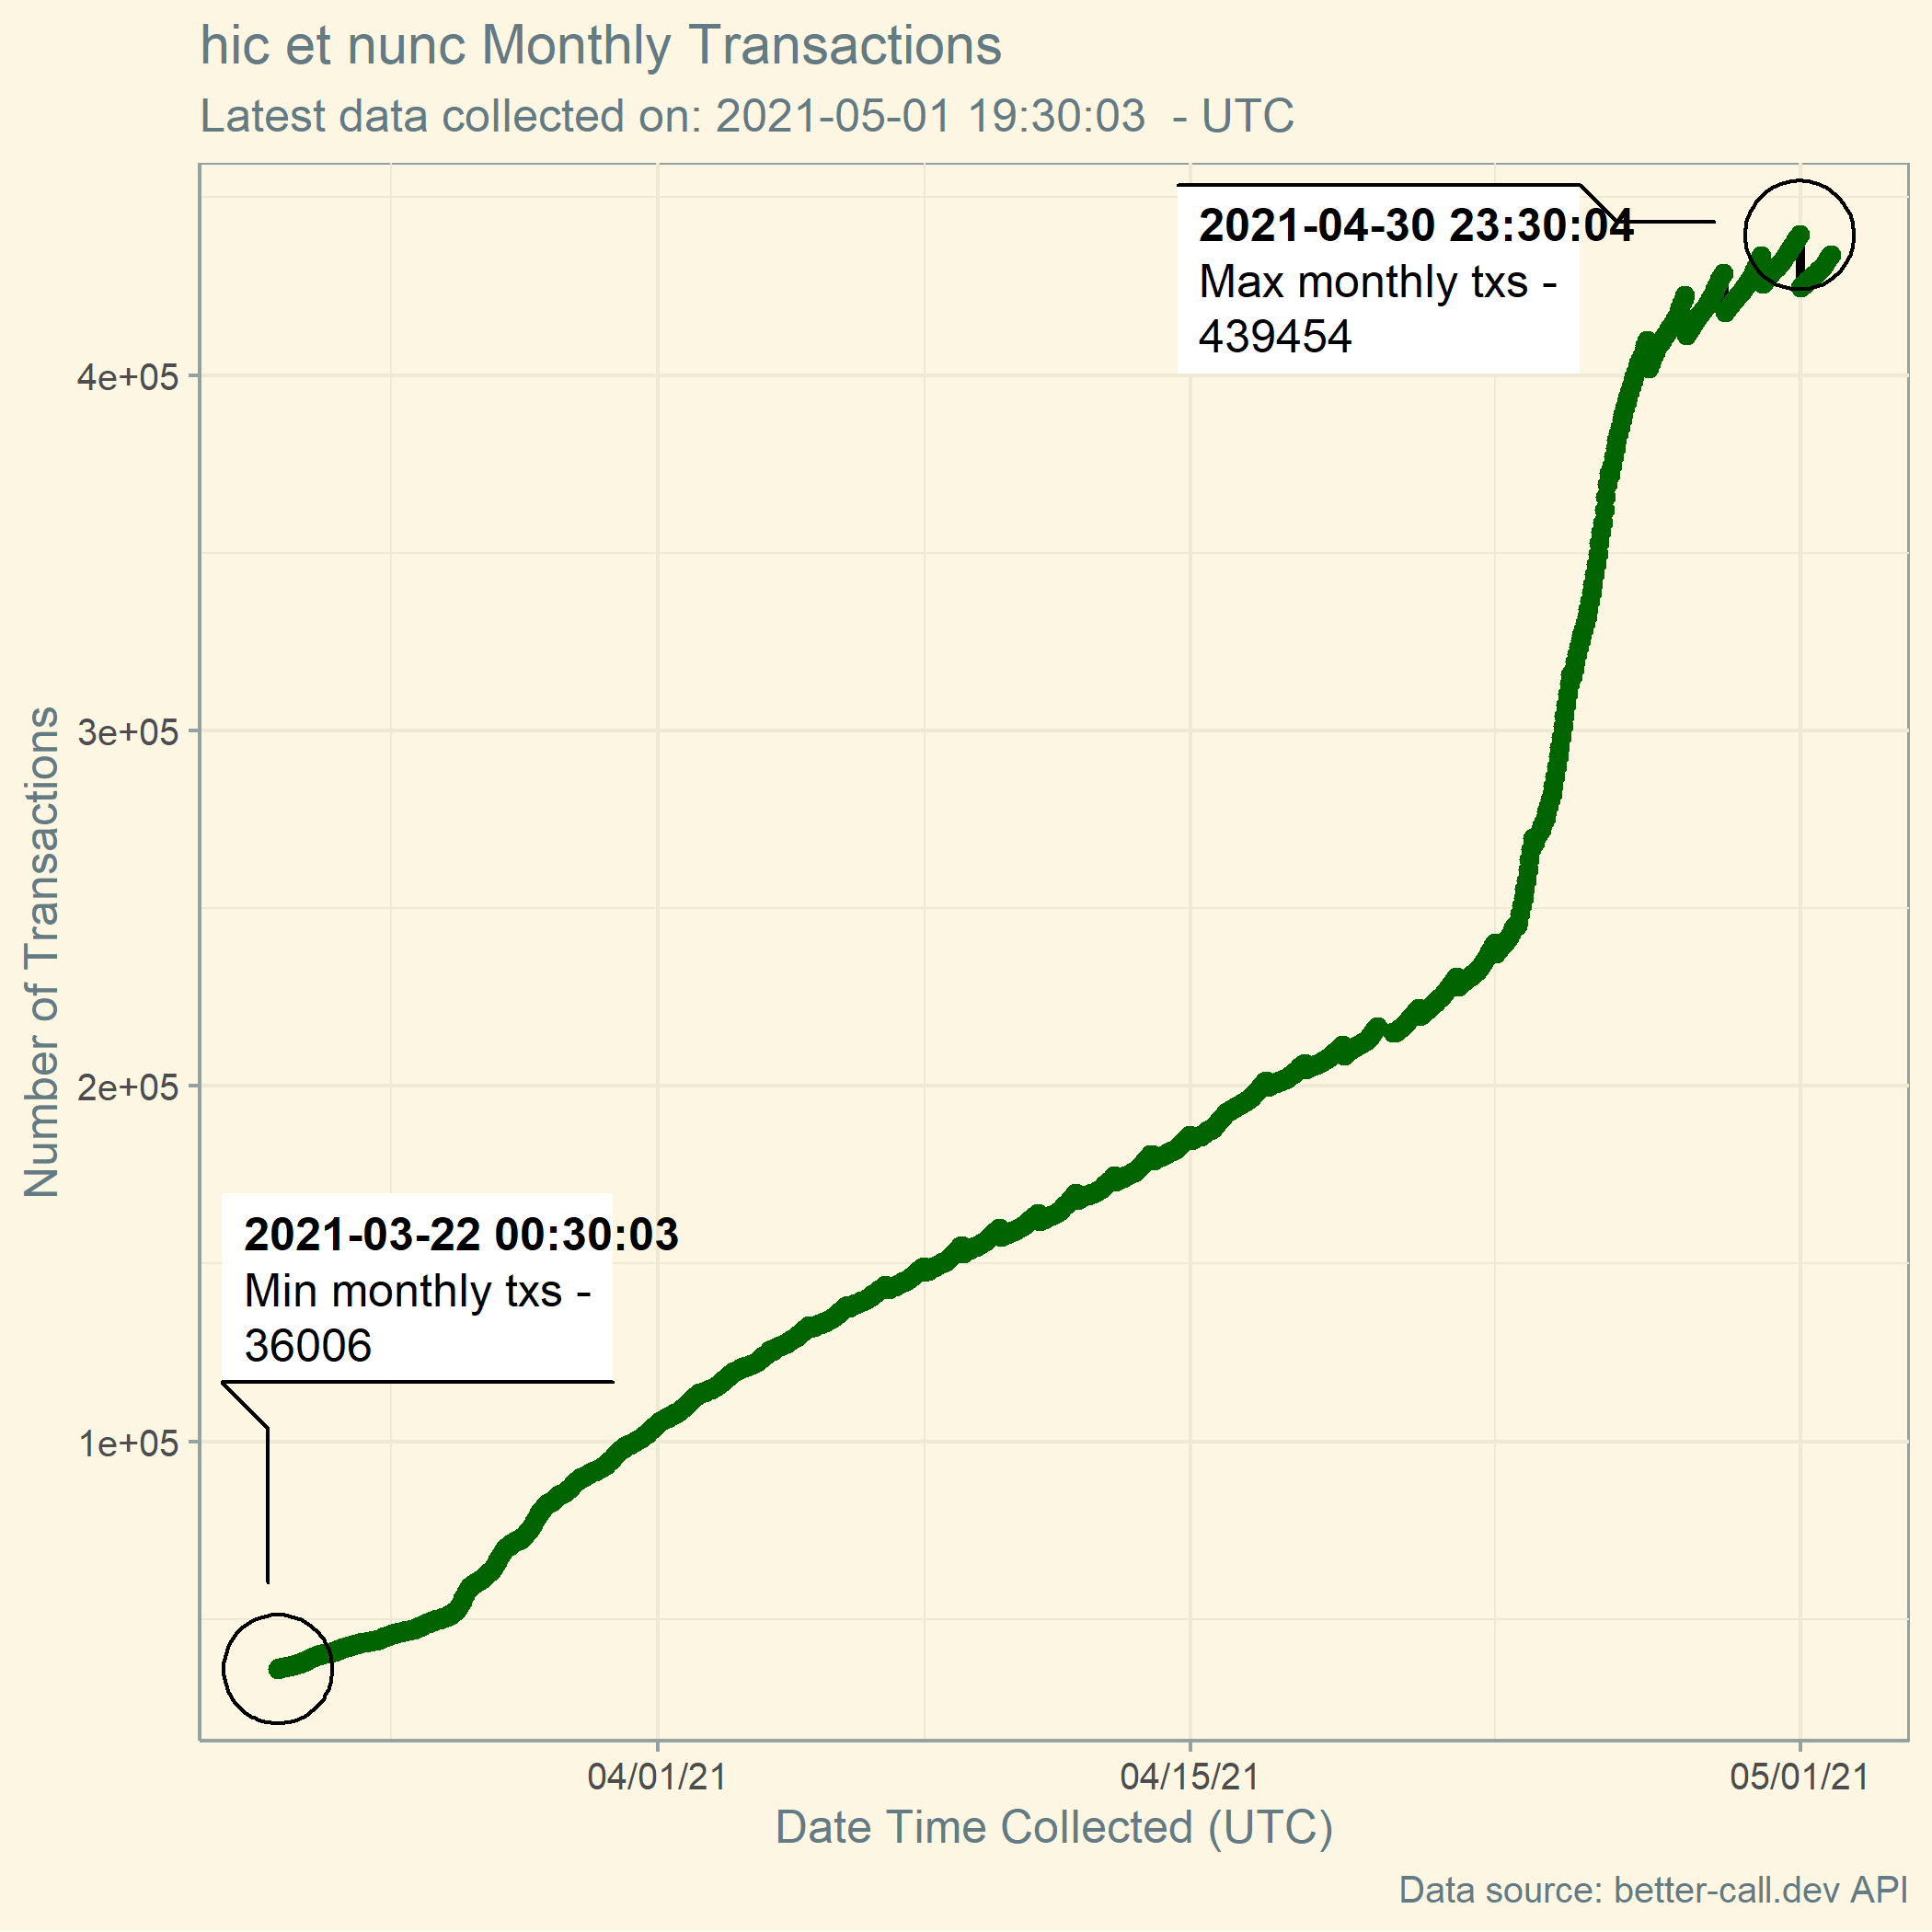 hic et nunc Monthly Transactions
Latest data collected on: 2021-05-01 19:30:03 - UTC
2021-04-30 23:30:04
Max monthly txs -
439454
4e+05
3e+05
2e+05
1e+05
Number of Transactions
2021-03-22 00:30:03
Min monthly txs -
36006
04/01/21
04/15/21
05/01/21
Date Time Collected (UTC)
Data source: better-call.dev API